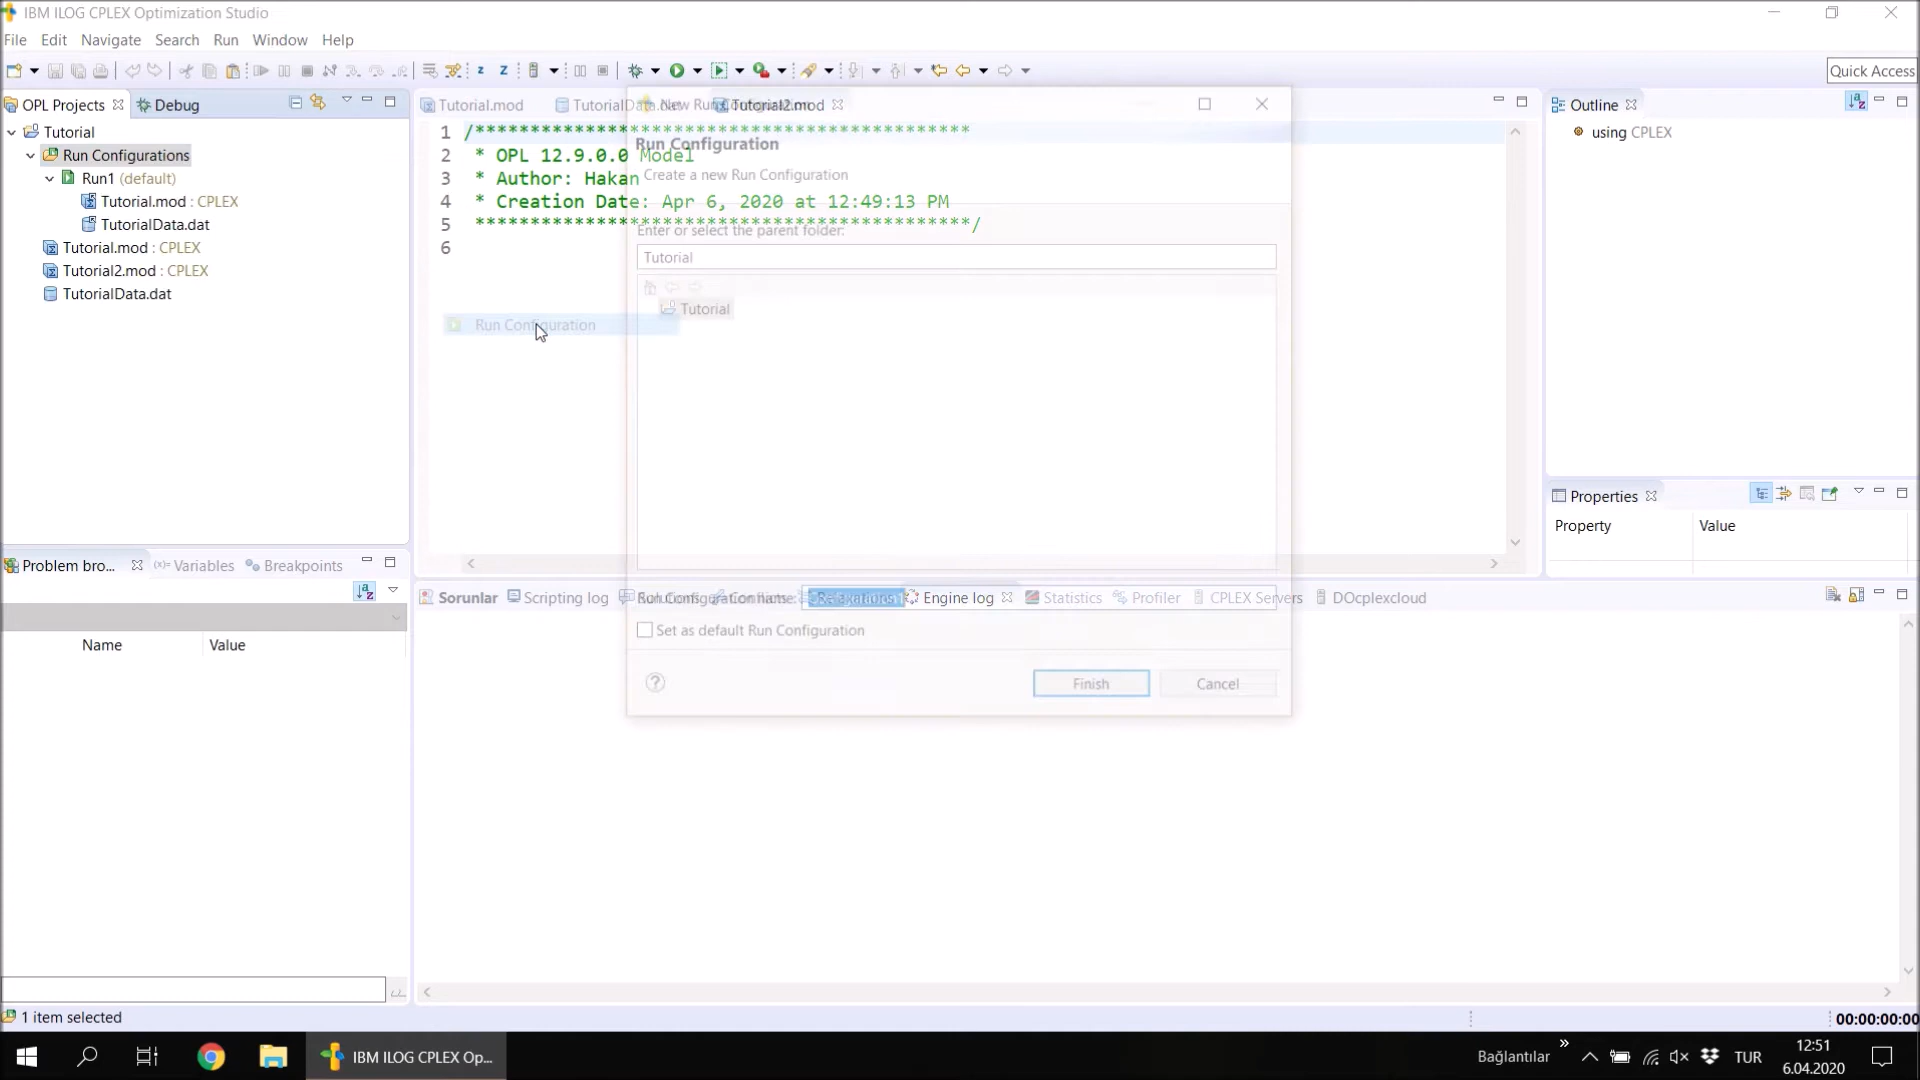 IBM ILOG CPLEX Optimization Studio
File Edit Navigate Search Run Window Help
Quick Access
OPL Projects
Debug
Tutorial
Run Configurations
Run1 (default)
Tutorial.mod : CPLEX
TutorialData.dat
Tutorial.mod : CPLEX
Tutorial2.mod : CPLEX
TutorialData.dat
Tutorial.mod
Tutorial2.mod
1 /*********************************************
2 * OPL 12.9.0.0 Model
3 * Author: Hakan
4 * Creation Date: Apr 6, 2020 at 12:49:13 PM
5 *********************************************/
6
Run Configuration
Run Configuration
Create a new Run Configuration
Enter or select the parent folder:
Tutorial
Tutorial
Set as default Run Configuration
Finish
Cancel
Outline
using CPLEX
Properties
Property Value
Problem bro...
Variables
Breakpoints
Name Value
Sorunlar
Scripting log
Engine log
Statistics
Profiler
CPLEX Servers
DOcplexcloud
1 item selected
00:00:00:00
IBM ILOG CPLEX Op...
Bağlantılar
TUR
12:51
6.04.2020